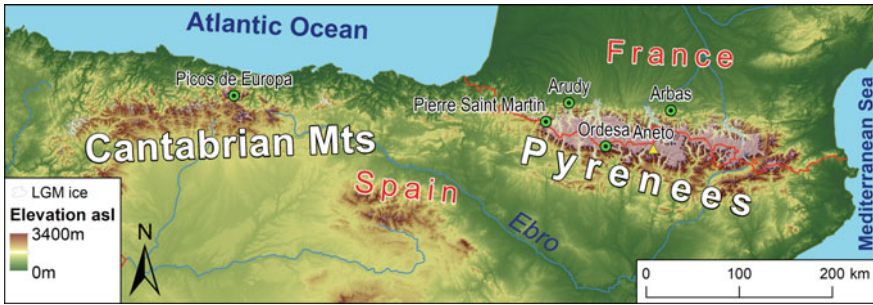 Atlantic Ocean
France
Picos de Europa
Arudy
Arbas
Pierre Saint Martin
Ordesa
Aneto
Mediterranean Sea
Cantabrian Mts
Pyrenees
Spain
Ebro
LGM ice
Elevation asl
3400m
0m
N
0 100 200 km